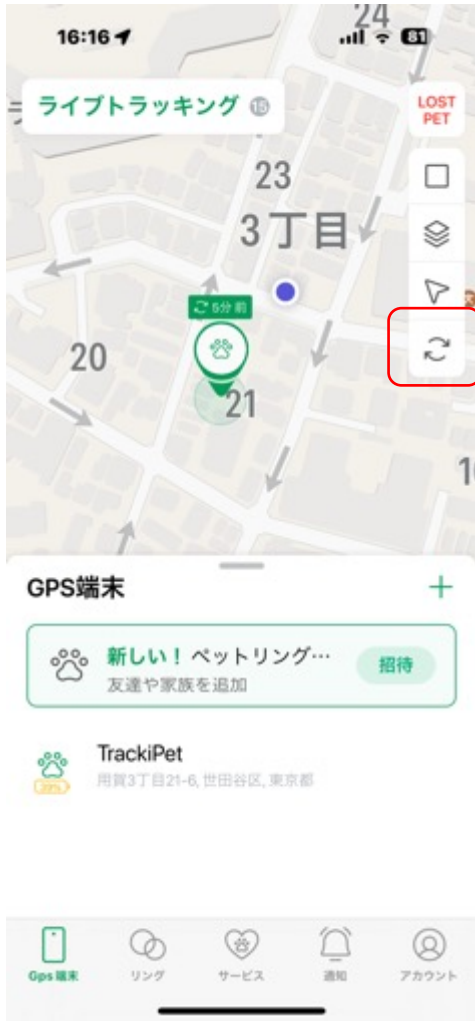 24
16:16
81
ライブトラッキング 15
LOST
PET
23
3丁目
5分前
20
21
GPS端末
+
新しい！ペットリング…
招待
友達や家族を追加
TrackiPet
用賀3丁目21-6, 世田谷区, 東京都
Gps 端末
リング
サービス
通知
アカウント